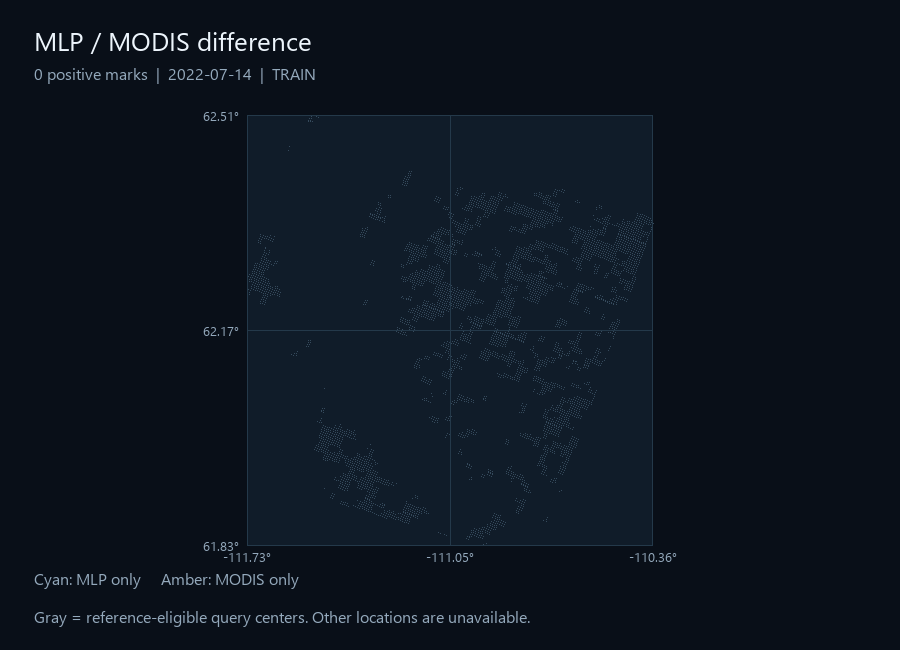 MLP / MODIS difference
0 positive marks | 2022-07-14 | TRAIN
62.51°
62.17°
61.83°
-111.73° -111.05° -110.36°
Cyan: MLP only Amber: MODIS only
Gray = reference-eligible query centers. Other locations are unavailable.